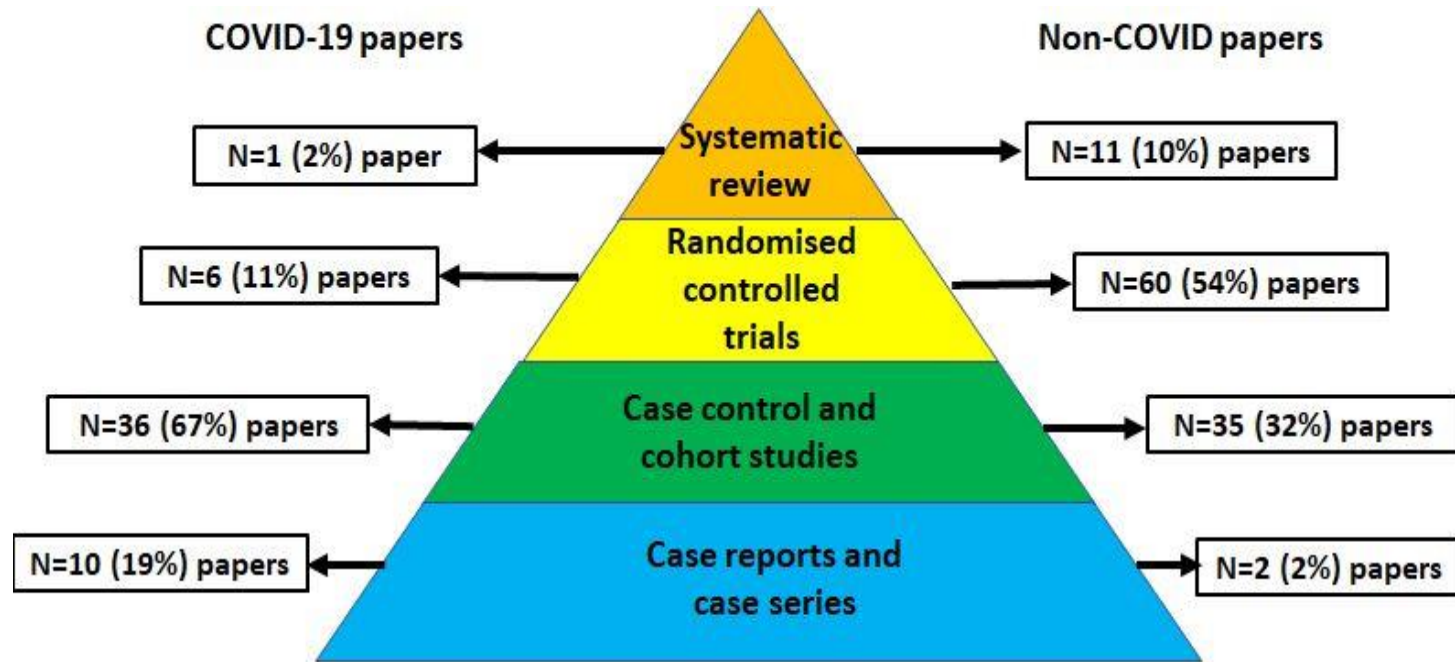 COVID-19 papers
Non-COVID papers
N=1 (2%) paper
Systematic
review
N=11 (10%) papers
N=6 (11%) papers
Randomised
controlled
trials
N=60 (54%) papers
N=36 (67%) papers
Case control and
cohort studies
N=35 (32%) papers
N=10 (19%) papers
Case reports and
case series
N=2 (2%) papers